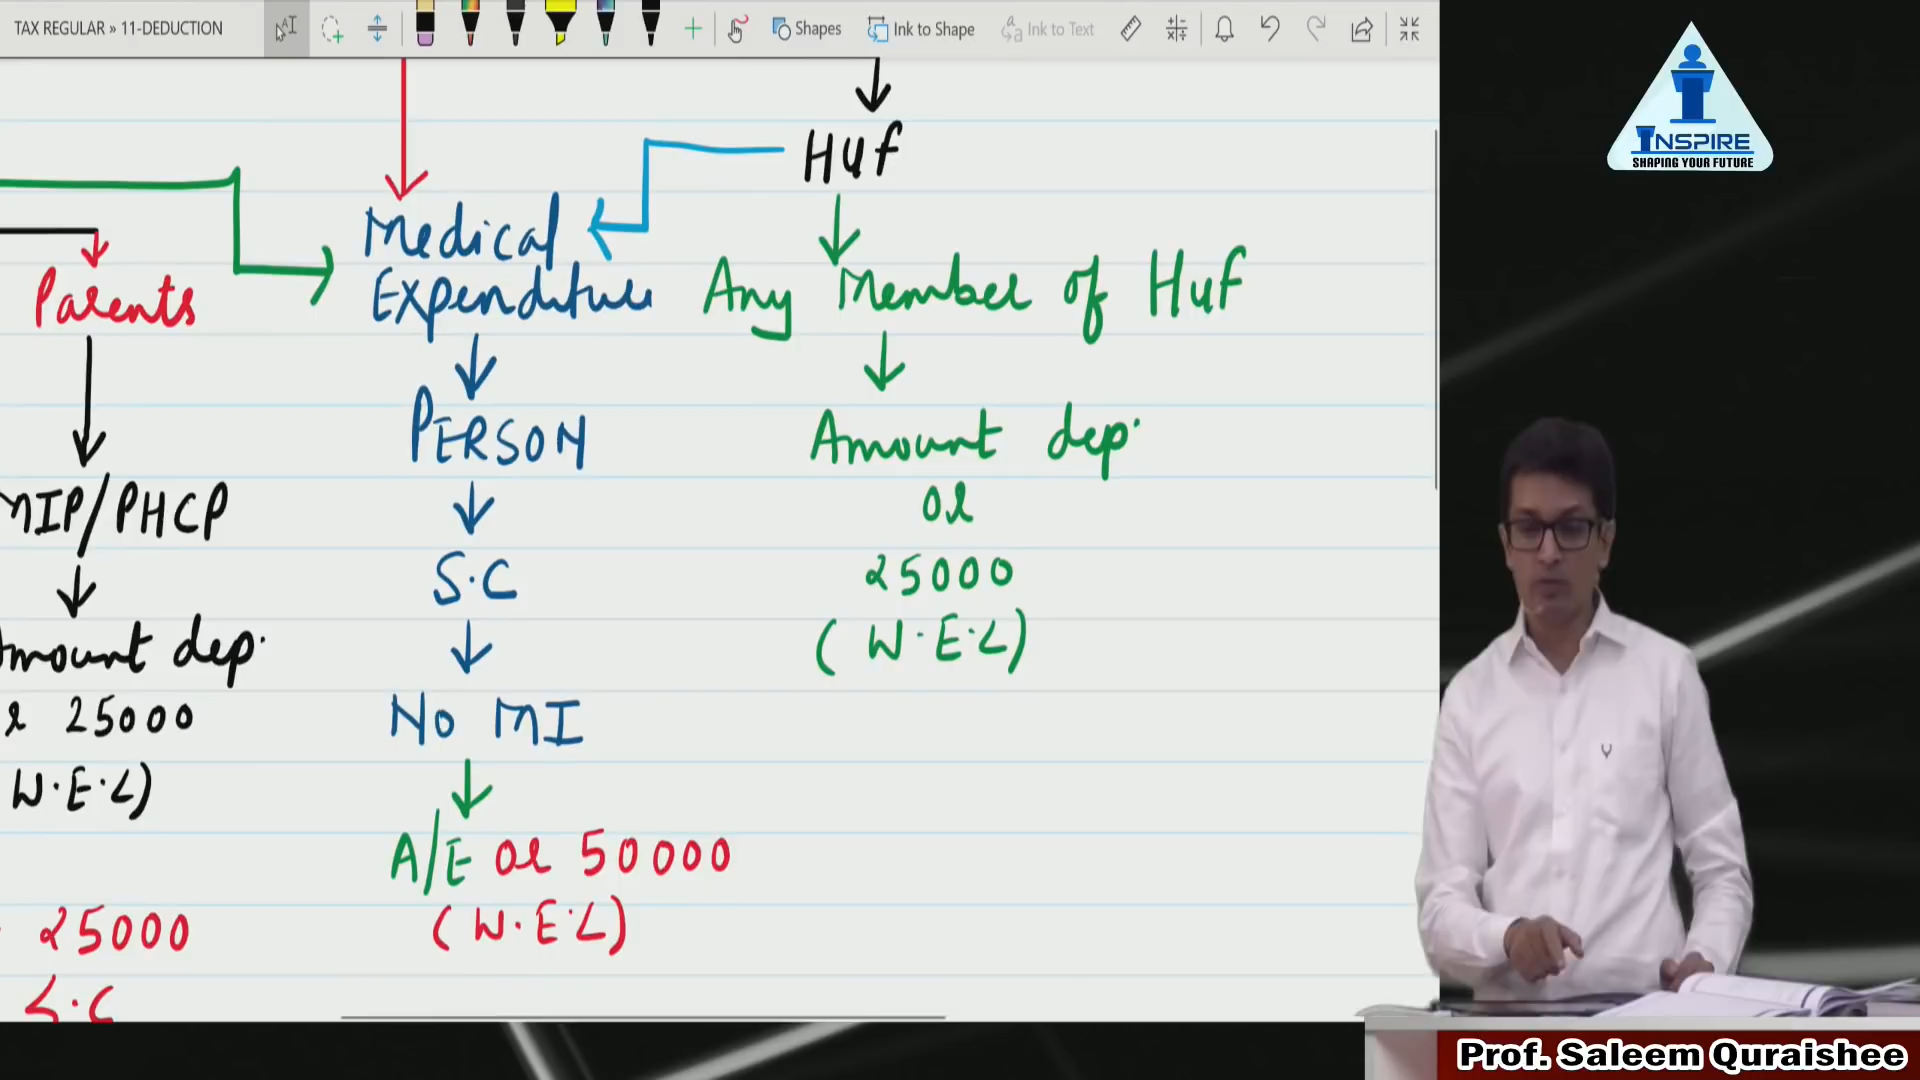 TAX REGULAR » 11-DEDUCTION
Shapes
Ink to Shape
Ink to Text
INSPIRE
SHAPING YOUR FUTURE
HUF
Medical
Expenditure
Any Member of HUF
Parents
PERSON
Amount dep.
or
MIP/PHCP
S.C
25000
(W.E.L)
Amount dep.
No MI
25000
W.E.L)
A/E or 50000
(W.E.L)
25000
S.C
Prof. Saleem Quraishee